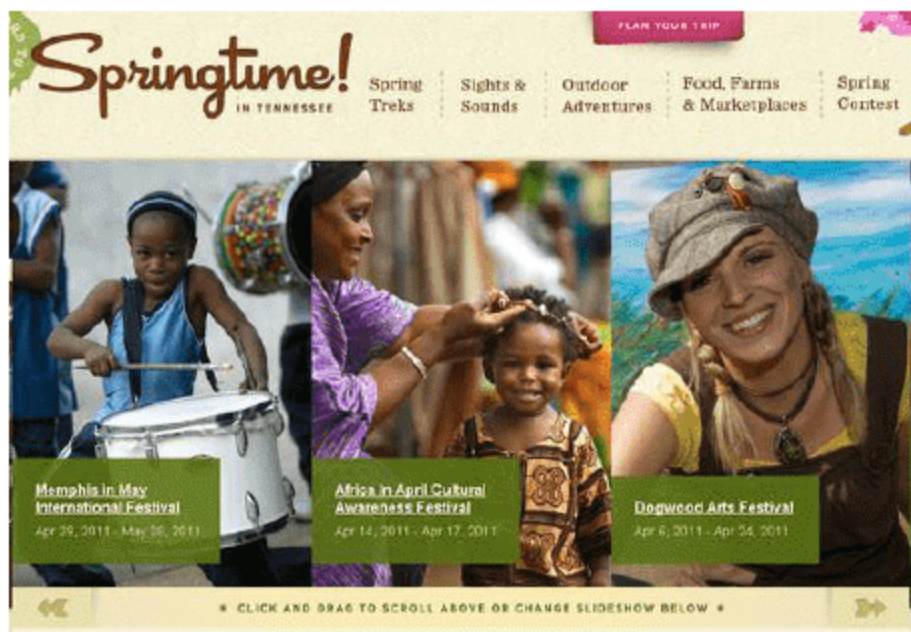 PLAN YOUR TRIP
Springtime!
IN TENNESSEE
Spring
Treks
Sights &
Sounds
Outdoor
Adventures
Food, Farms
& Marketplaces
Spring
Contest
Memphis in May
International Festival
Apr 29, 2011 - May 28, 2011
Africa in April Cultural
Awareness Festival
Apr 14, 2011 - Apr 17, 2011
Dogwood Arts Festival
Apr 6, 2011 - Apr 24, 2011
CLICK AND DRAG TO SCROLL ABOVE OR CHANGE SLIDESHOW BELOW